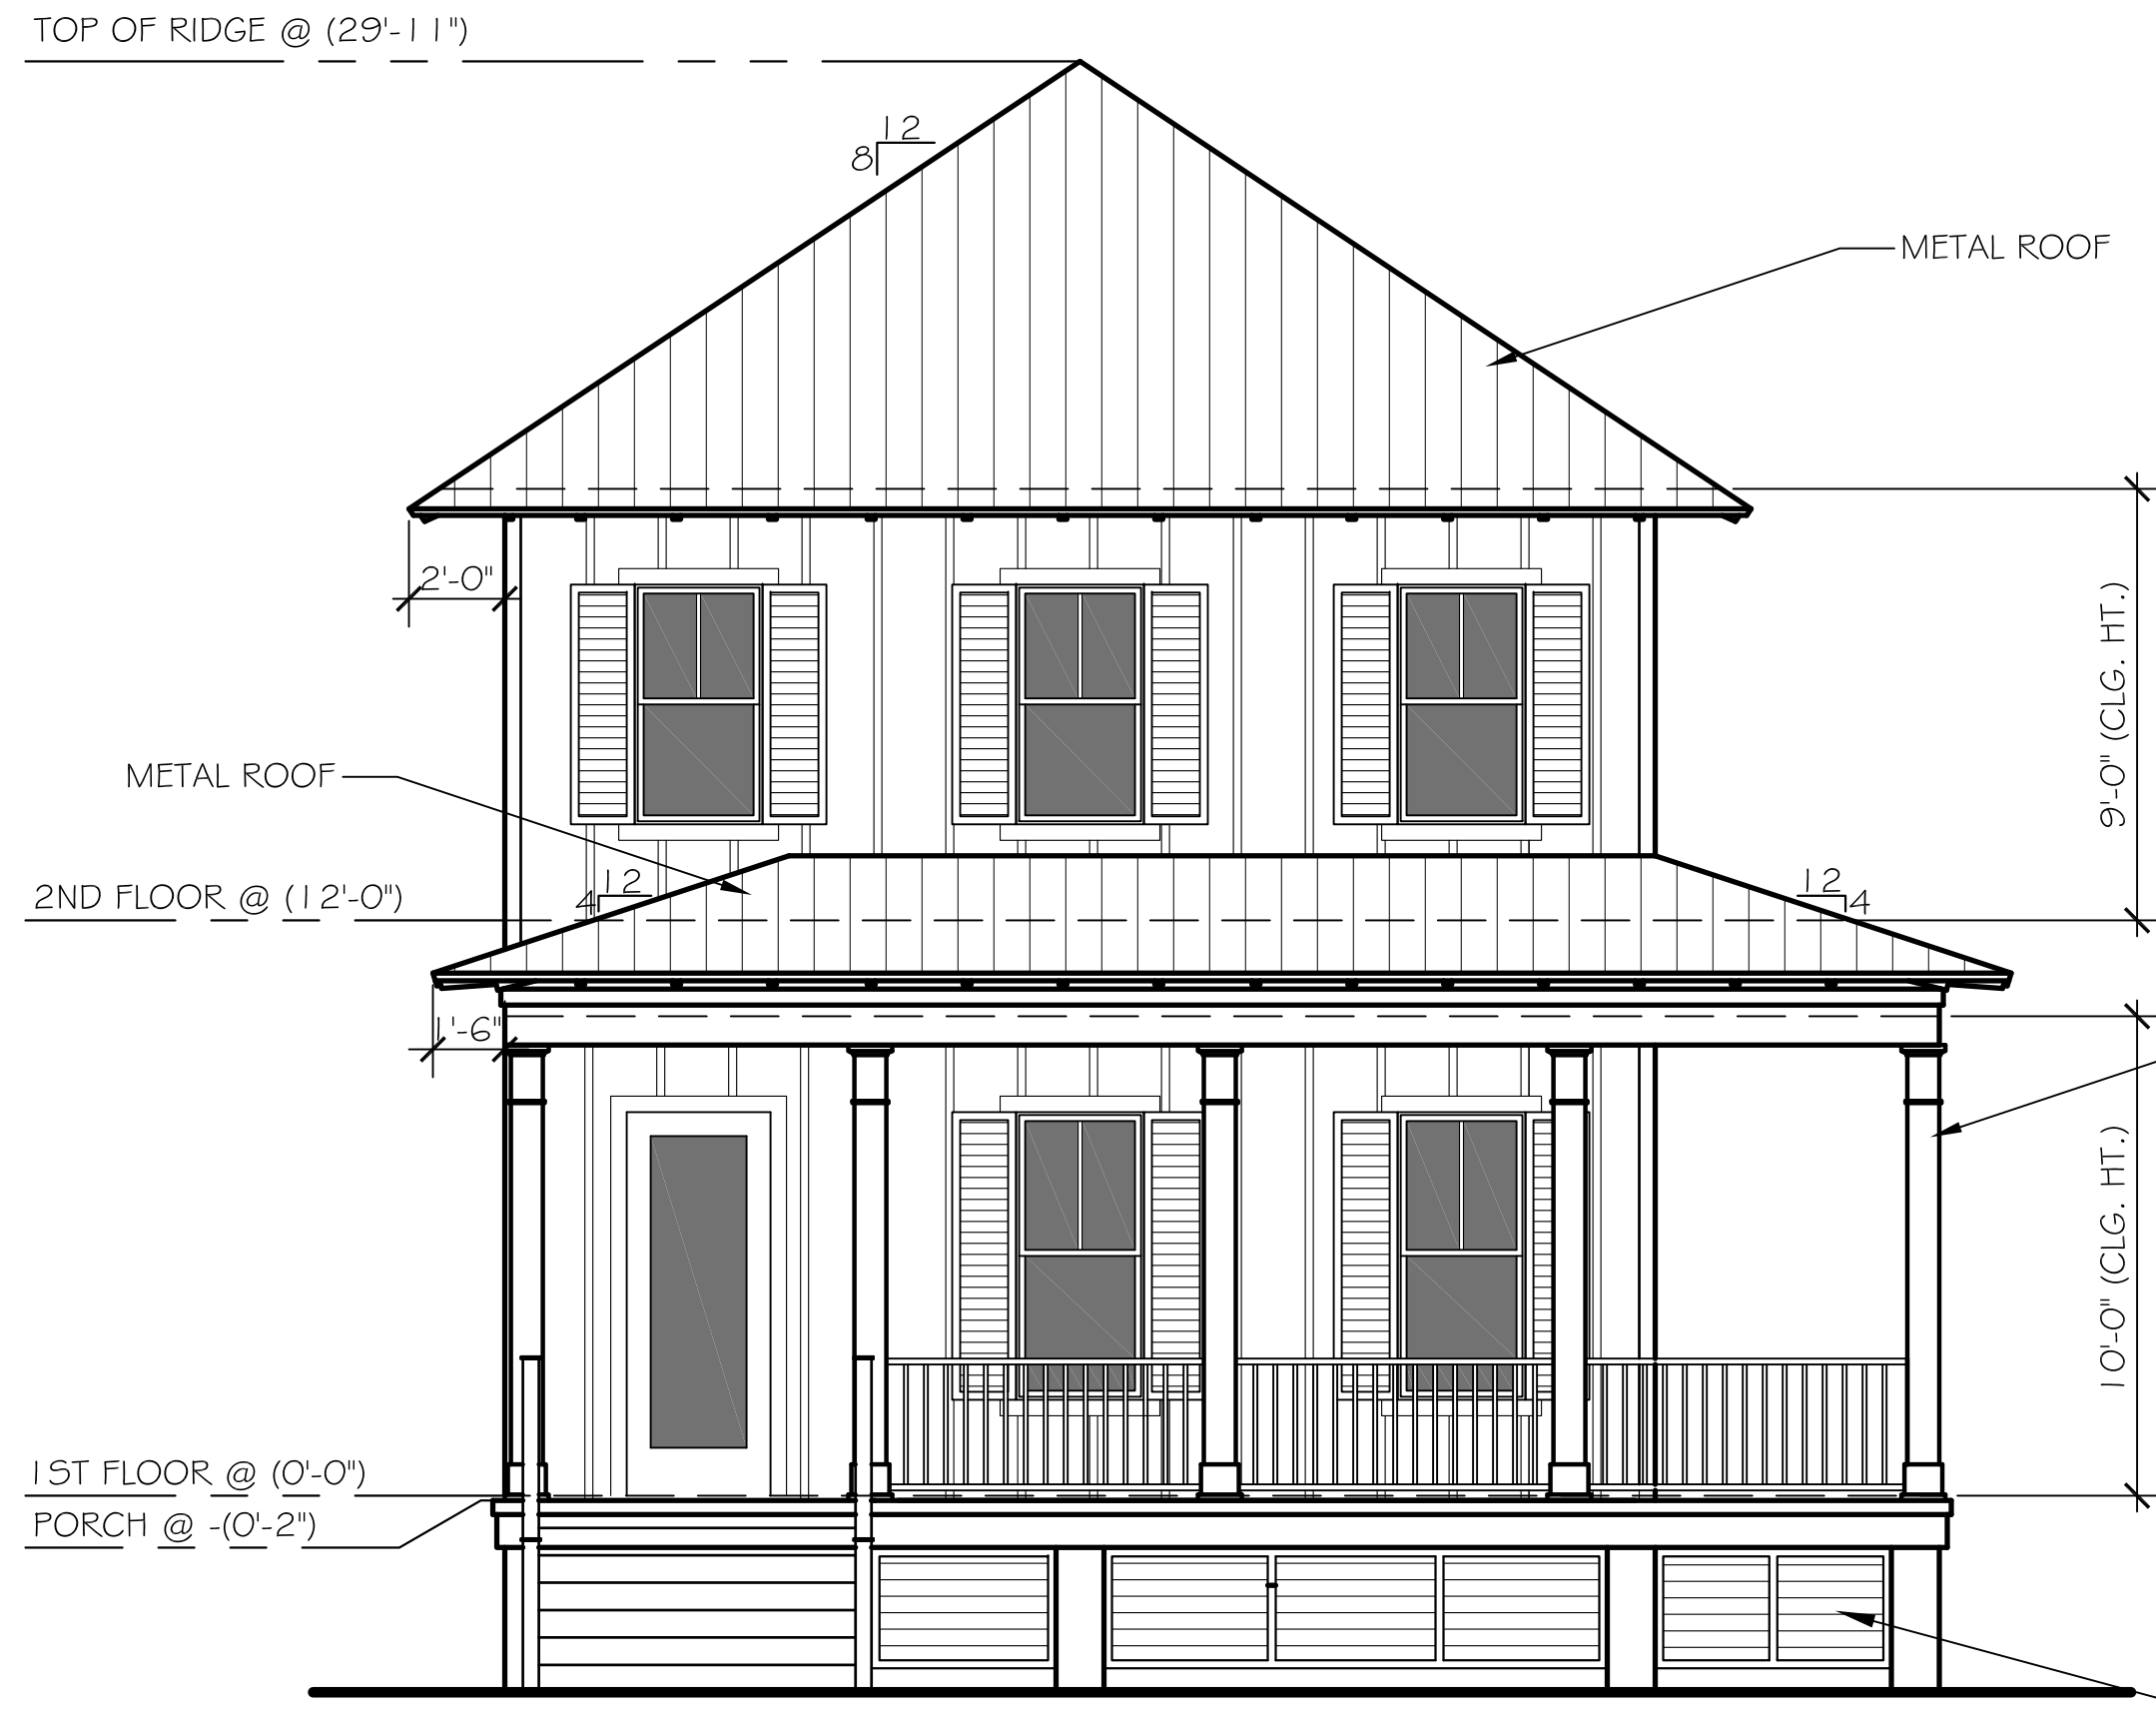 TOP OF RIDGE @ (29'-11")
12
8
METAL ROOF
2'-0"
9'-0" (CLG. HT.)
METAL ROOF
12
4
12
4
2ND FLOOR @ (12'-0")
1'-6"
10'-0" (CLG. HT.)
1ST FLOOR @ (0'-0")
PORCH @ -(0'-2")